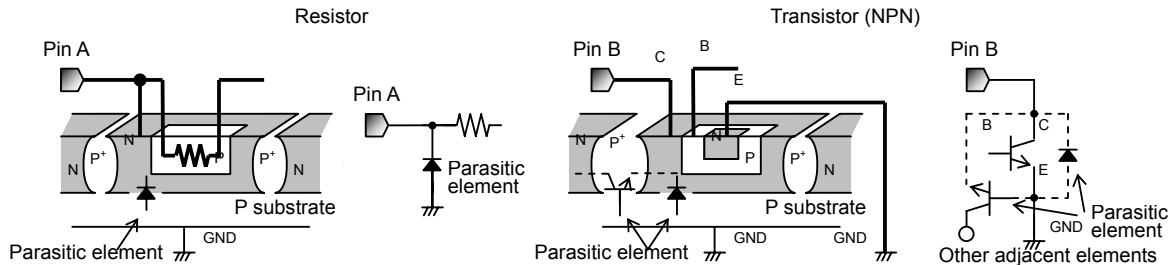 Resistor
Transistor (NPN)
Pin A
Pin B
C
B
E
Pin B
Pin A
N
N
P+
P
P+
N
Parasitic
element
P substrate
Parasitic element
GND
N
N
P+
N
P
P+
N
P substrate
Parasitic element
GND
GND
B
C
E
Parasitic
element
GND
Other adjacent elements